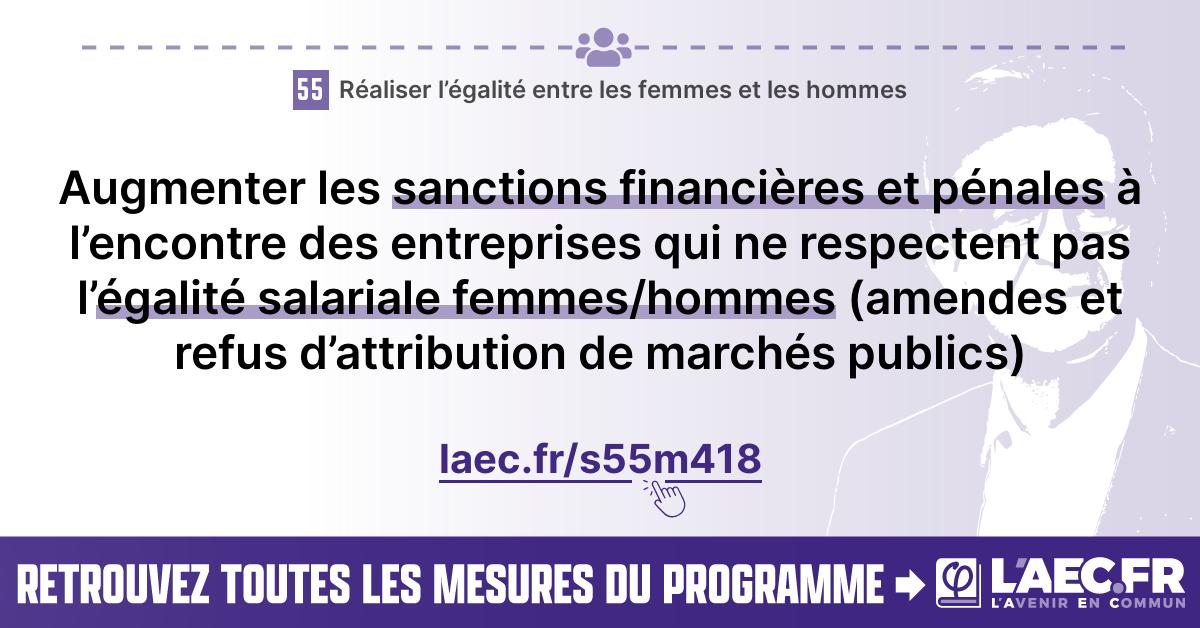 55 Réaliser l’égalité entre les femmes et les hommes
Augmenter les sanctions financières et pénales à
l’encontre des entreprises qui ne respectent pas
l’égalité salariale femmes/hommes (amendes et
refus d’attribution de marchés publics)
laec.fr/s55m418
RETROUVEZ TOUTES LES MESURES DU PROGRAMME
φ L'AEC.FR
L'AVENIR EN COMMUN